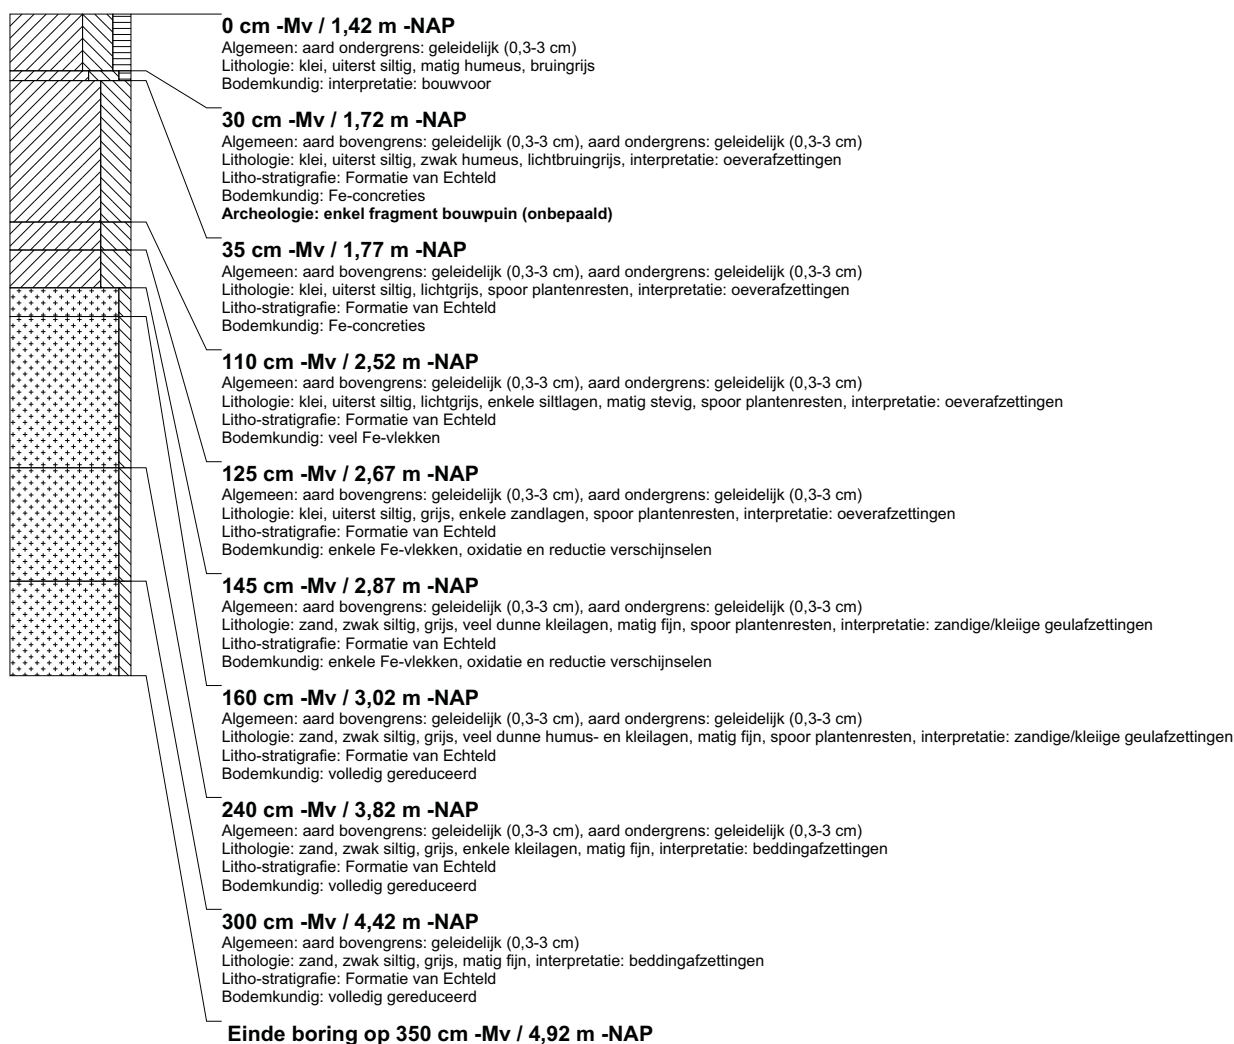 0 cm -Mv / 1,42 m -NAP
Algemeen: aard ondergrens: geleidelijk (0,3-3 cm)
Lithologie: klei, uiterst siltig, matig humeus, bruingrijs
Bodemkundig: interpretatie: bouwvoor
30 cm -Mv / 1,72 m -NAP
Algemeen: aard bovengrens: geleidelijk (0,3-3 cm), aard ondergrens: geleidelijk (0,3-3 cm)
Lithologie: klei, uiterst siltig, zwak humeus, lichtbruingrijs, interpretatie: oeverafzettingen
Litho-stratigrafie: Formatie van Echteld
Bodemkundig: Fe-concreties
Archeologie: enkel fragment bouwpuin (onbepaald)
35 cm -Mv / 1,77 m -NAP
Algemeen: aard bovengrens: geleidelijk (0,3-3 cm), aard ondergrens: geleidelijk (0,3-3 cm)
Lithologie: klei, uiterst siltig, lichtgrijs, spoor plantenresten, interpretatie: oeverafzettingen
Litho-stratigrafie: Formatie van Echteld
Bodemkundig: Fe-concreties
110 cm -Mv / 2,52 m -NAP
Algemeen: aard bovengrens: geleidelijk (0,3-3 cm), aard ondergrens: geleidelijk (0,3-3 cm)
Lithologie: klei, uiterst siltig, lichtgrijs, enkele siltlagen, matig stevig, spoor plantenresten, interpretatie: oeverafzettingen
Litho-stratigrafie: Formatie van Echteld
Bodemkundig: veel Fe-vlekken
125 cm -Mv / 2,67 m -NAP
Algemeen: aard bovengrens: geleidelijk (0,3-3 cm), aard ondergrens: geleidelijk (0,3-3 cm)
Lithologie: klei, uiterst siltig, grijs, enkele zandlagen, spoor plantenresten, interpretatie: oeverafzettingen
Litho-stratigrafie: Formatie van Echteld
Bodemkundig: enkele Fe-vlekken, oxidatie en reductie verschijnselen
145 cm -Mv / 2,87 m -NAP
Algemeen: aard bovengrens: geleidelijk (0,3-3 cm), aard ondergrens: geleidelijk (0,3-3 cm)
Lithologie: zand, zwak siltig, grijs, veel dunne kleilagen, matig fijn, spoor plantenresten, interpretatie: zandige/kleiige geulafzettingen
Litho-stratigrafie: Formatie van Echteld
Bodemkundig: enkele Fe-vlekken, oxidatie en reductie verschijnselen
160 cm -Mv / 3,02 m -NAP
Algemeen: aard bovengrens: geleidelijk (0,3-3 cm), aard ondergrens: geleidelijk (0,3-3 cm)
Lithologie: zand, zwak siltig, grijs, veel dunne humus- en kleilagen, matig fijn, spoor plantenresten, interpretatie: zandige/kleiige geulafzettingen
Litho-stratigrafie: Formatie van Echteld
Bodemkundig: volledig gereduceerd
240 cm -Mv / 3,82 m -NAP
Algemeen: aard bovengrens: geleidelijk (0,3-3 cm), aard ondergrens: geleidelijk (0,3-3 cm)
Lithologie: zand, zwak siltig, grijs, enkele kleilagen, matig fijn, interpretatie: beddingafzettingen
Litho-stratigrafie: Formatie van Echteld
Bodemkundig: volledig gereduceerd
300 cm -Mv / 4,42 m -NAP
Algemeen: aard bovengrens: geleidelijk (0,3-3 cm)
Lithologie: zand, zwak siltig, grijs, matig fijn, interpretatie: beddingafzettingen
Litho-stratigrafie: Formatie van Echteld
Bodemkundig: volledig gereduceerd
Einde boring op 350 cm -Mv / 4,92 m -NAP